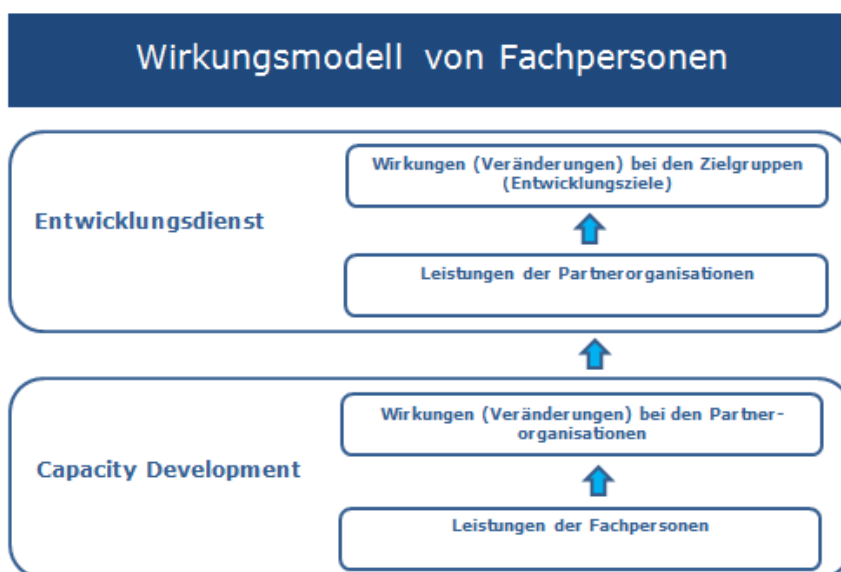 Wirkungsmodell von Fachpersonen
Wirkungen (Veränderungen) bei den Zielgruppen
(Entwicklungsziele)
Entwicklungsdienst
Leistungen der Partnerorganisationen
Wirkungen (Veränderungen) bei den Partner-
organisationen
Capacity Development
Leistungen der Fachpersonen